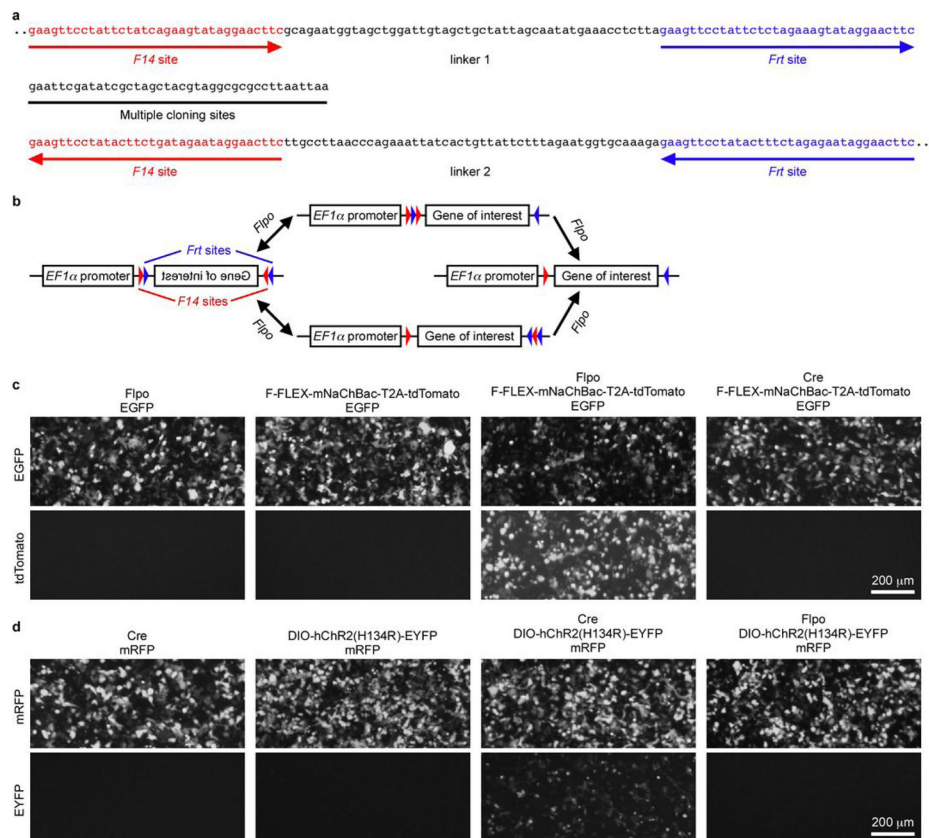 a
..gaagttcctattctatcagaagtataggaacttcgcagaatggtagctggattgtagctgctattagcaatatgaaacctcttagaagttcctattctctagaaagtataggaacttc
F14 site linker 1 Frt site
gaattcgatatcgctagctacgtaggcgcgccttaattaa
Multiple cloning sites
gaagttcctatacttctgatagaataggaacttcttgccttaacccagaaattatcactgttattctttagaatggtgcaaagagaagttcctatactttctagagaataggaacttc..
F14 site linker 2 Frt site
b
EF1α promoter Gene of interest
Flpo Flpo
Frt sites
EF1α promoter Gene of interest EF1α promoter Gene of interest
F14 sites
Flpo Flpo
EF1α promoter Gene of interest
c
Flpo
EGFP
F-FLEX-mNaChBac-T2A-tdTomato
EGFP
Flpo
F-FLEX-mNaChBac-T2A-tdTomato
EGFP
Cre
F-FLEX-mNaChBac-T2A-tdTomato
EGFP
EGFP
tdTomato
200 μm
d
Cre
mRFP
DIO-hChR2(H134R)-EYFP
mRFP
Cre
DIO-hChR2(H134R)-EYFP
mRFP
Flpo
DIO-hChR2(H134R)-EYFP
mRFP
mRFP
EYFP
200 μm